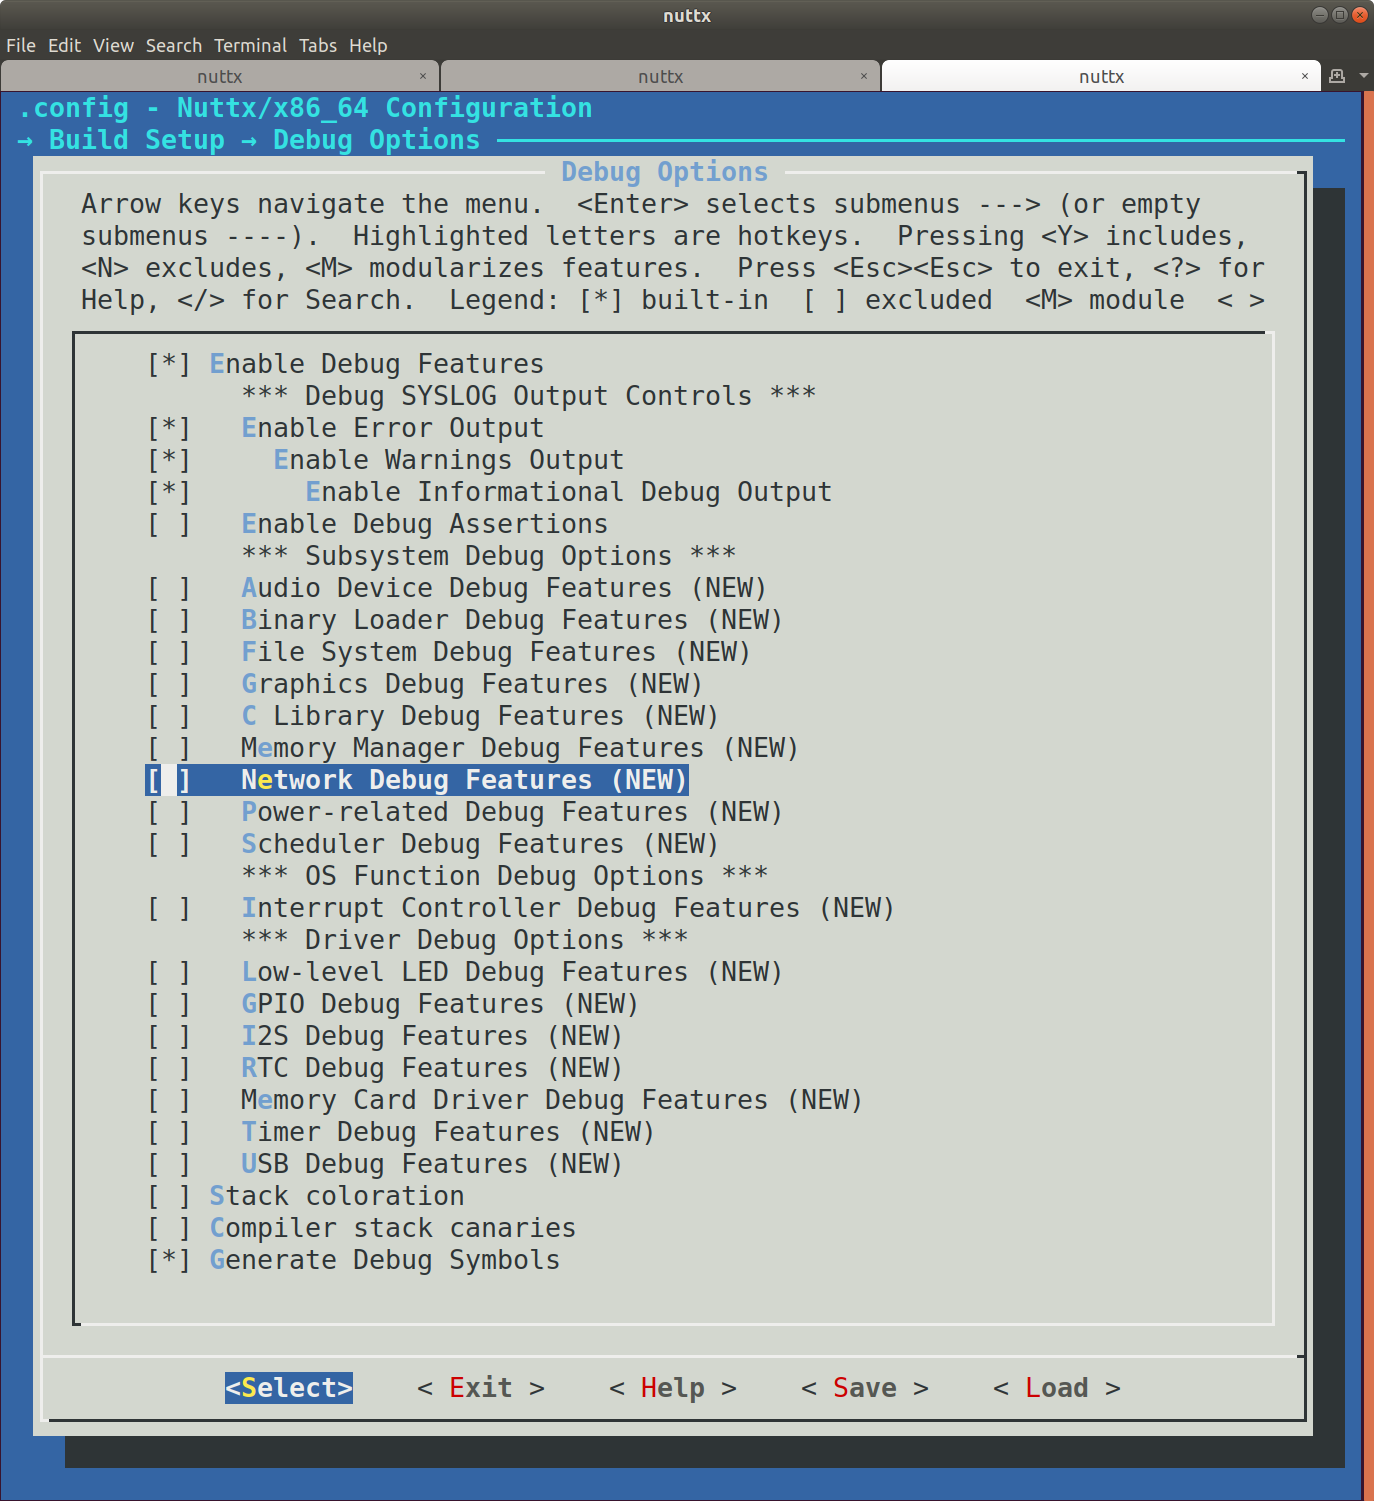 nuttx
File Edit View Search Terminal Tabs Help
nuttx × nuttx × nuttx ×
.config - Nuttx/x86_64 Configuration
→ Build Setup → Debug Options
Debug Options
Arrow keys navigate the menu.  <Enter> selects submenus ---> (or empty
submenus ----).  Highlighted letters are hotkeys.  Pressing <Y> includes,
<N> excludes, <M> modularizes features.  Press <Esc><Esc> to exit, <?> for
Help, </> for Search.  Legend: [*] built-in  [ ] excluded  <M> module  < >
[*] Enable Debug Features
*** Debug SYSLOG Output Controls ***
[*]   Enable Error Output
[*]     Enable Warnings Output
[*]       Enable Informational Debug Output
[ ]   Enable Debug Assertions
*** Subsystem Debug Options ***
[ ]   Audio Device Debug Features (NEW)
[ ]   Binary Loader Debug Features (NEW)
[ ]   File System Debug Features (NEW)
[ ]   Graphics Debug Features (NEW)
[ ]   C Library Debug Features (NEW)
[ ]   Memory Manager Debug Features (NEW)
[ ]   Network Debug Features (NEW)
[ ]   Power-related Debug Features (NEW)
[ ]   Scheduler Debug Features (NEW)
*** OS Function Debug Options ***
[ ]   Interrupt Controller Debug Features (NEW)
*** Driver Debug Options ***
[ ]   Low-level LED Debug Features (NEW)
[ ]   GPIO Debug Features (NEW)
[ ]   I2S Debug Features (NEW)
[ ]   RTC Debug Features (NEW)
[ ]   Memory Card Driver Debug Features (NEW)
[ ]   Timer Debug Features (NEW)
[ ]   USB Debug Features (NEW)
[ ] Stack coloration
[ ] Compiler stack canaries
[*] Generate Debug Symbols
<Select>    < Exit >    < Help >    < Save >    < Load >